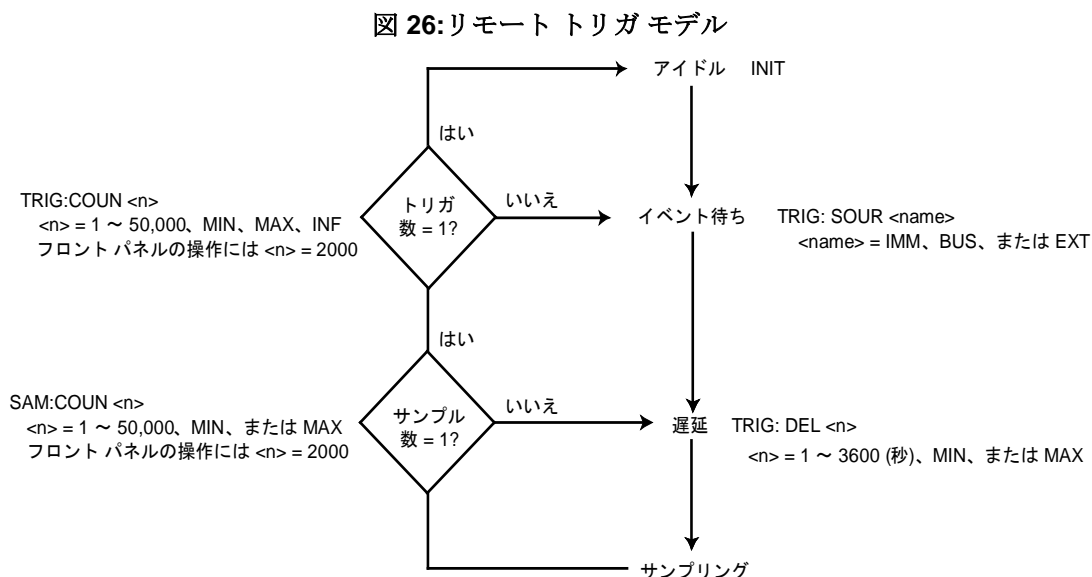 図 26:リモート トリガ モデル
アイドル INIT
はい
TRIG:COUN <n>
<n> = 1 ～ 50,000、MIN、MAX、INF
フロント パネルの操作には <n> = 2000
トリガ
数 = 1?
いいえ
イベント待ち
TRIG: SOUR <name>
<name> = IMM、BUS、または EXT
はい
SAM:COUN <n>
<n> = 1 ～ 50,000、MIN、または MAX
フロント パネルの操作には <n> = 2000
サンプル
数 = 1?
いいえ
遅延
TRIG: DEL <n>
<n> = 1 ～ 3600 (秒)、MIN、または MAX
サンプリング